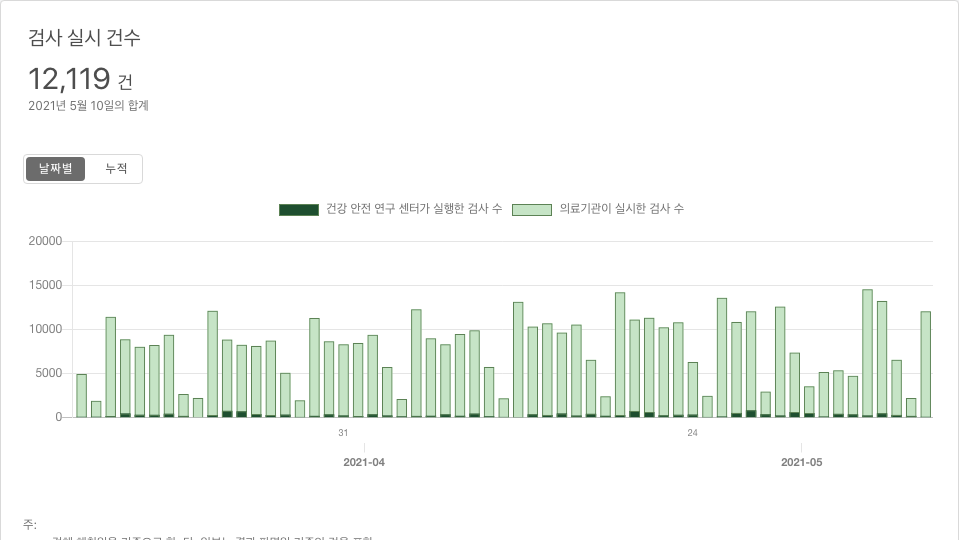 검사 실시 건수
12,119 건
2021년 5월 10일의 합계
날짜별 누적
건강 안전 연구 센터가 실행한 검사 수 의료기관이 실시한 검사 수
20000
15000
10000
5000
0
31 24
2021-04 2021-05
주: